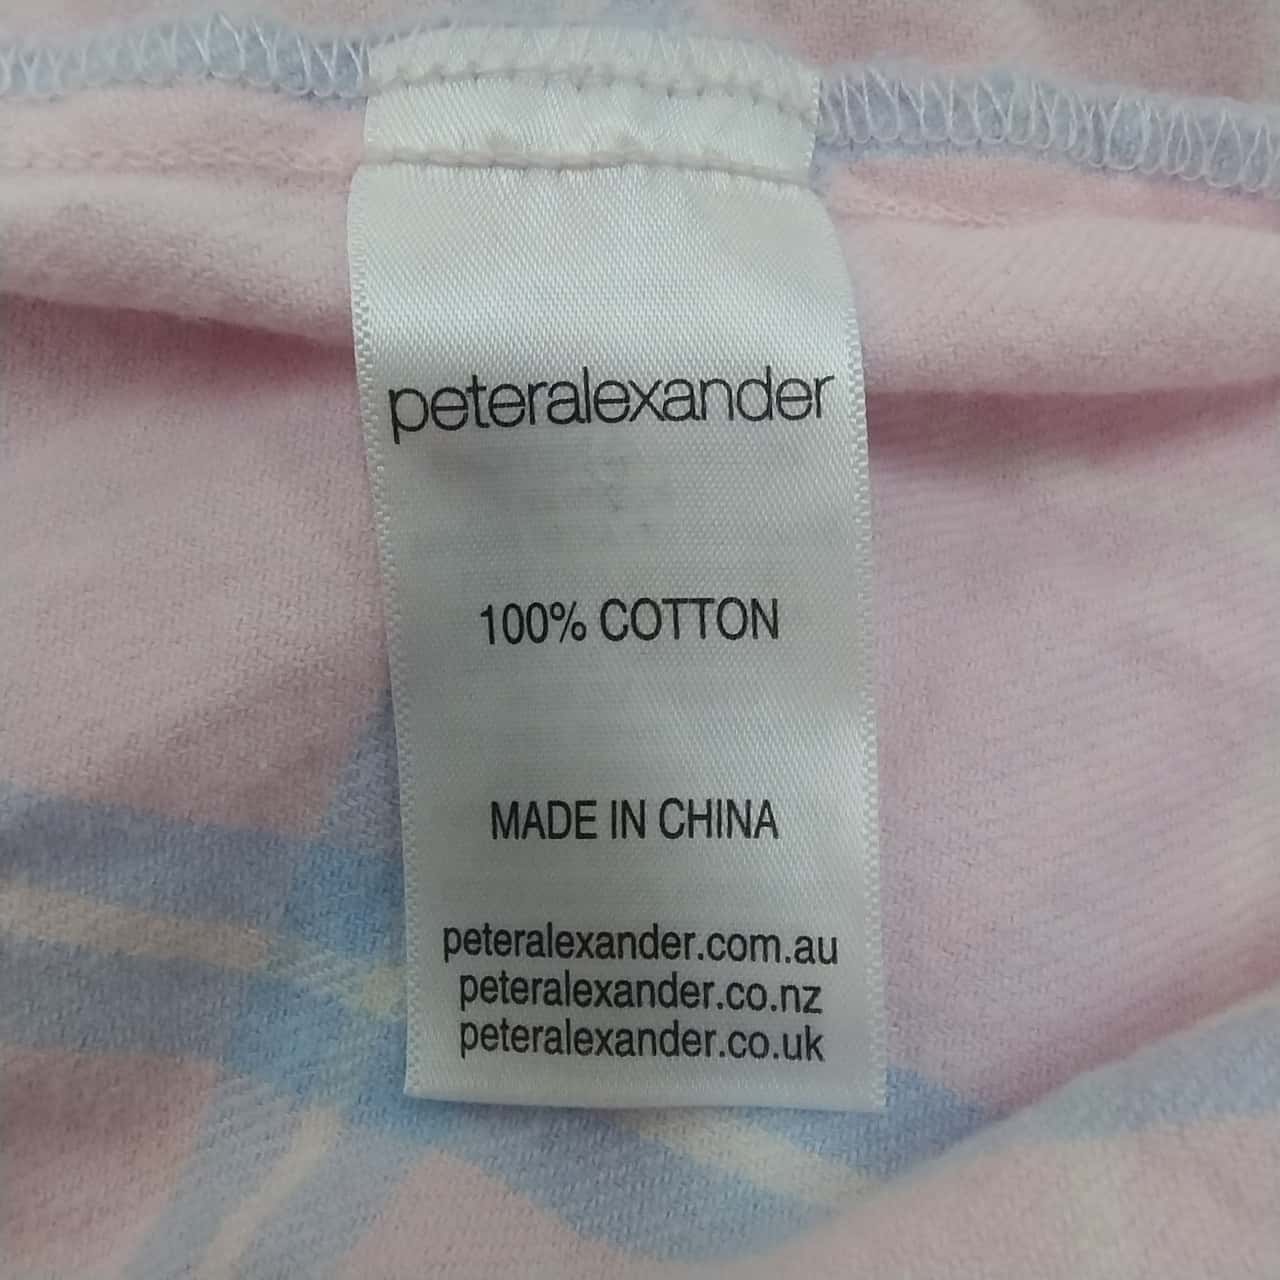 peteralexander
100% COTTON
MADE IN CHINA
peteralexander.com.au
peteralexander.co.nz
peteralexander.co.uk